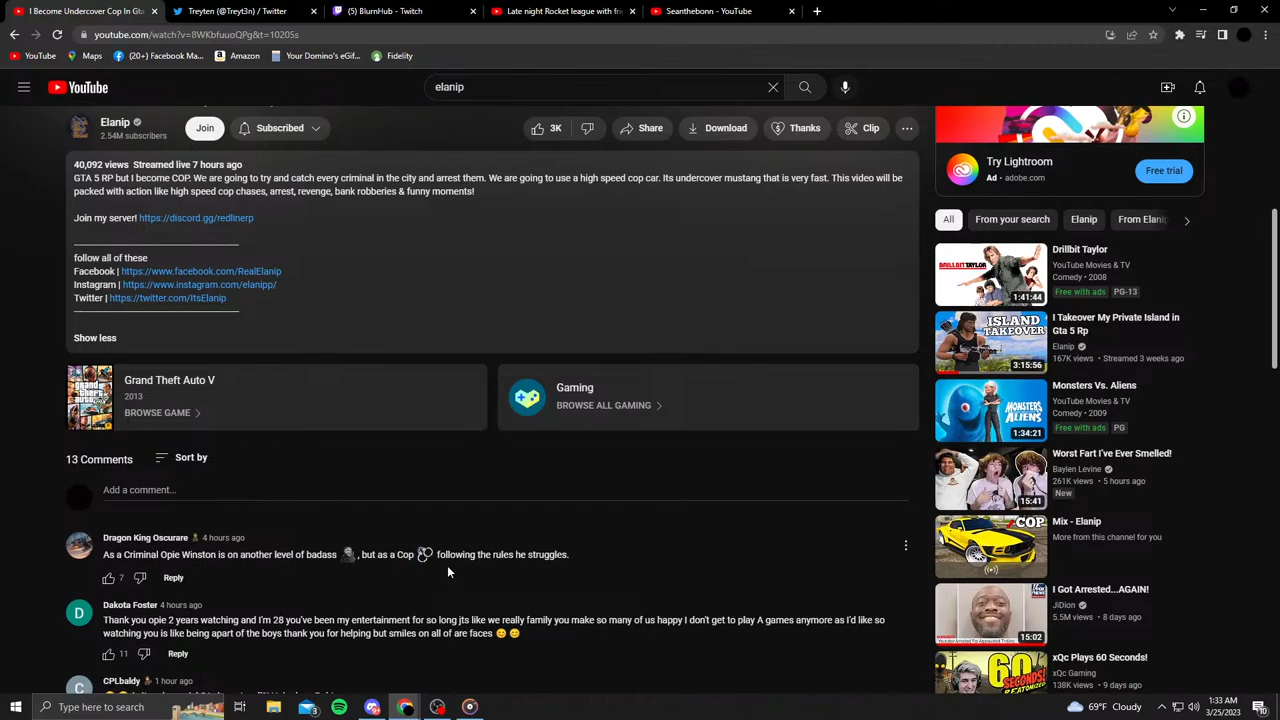 I Become Undercover Cop In Gta
Treyten (@Treyt3n) / Twitter
(5) BlurnHub - Twitch
Late night Rocket league with fri
Seanthebonn - YouTube
youtube.com/watch?v=8WKbfuuoQPg&t=10205s
YouTube
Maps
(20+) Facebook Ma...
Amazon
Your Domino's eGif...
Fidelity
YouTube
elanip
Elanip
2.54M subscribers
Join
Subscribed
3K
Share
Download
Thanks
Clip
40,092 views Streamed live 7 hours ago
GTA 5 RP but I become COP. We are going to and catch every criminal in the city and arrest them. We are going to use a high speed cop car. Its undercover mustang that is very fast. This video will be
packed with action like high speed cop chases, arrest, revenge, bank robberies & funny moments!
Join my server! https://discord.gg/redlinerp
follow all of these
Facebook | https://www.facebook.com/RealElanip
Instagram | https://www.instagram.com/elanipp/
Twitter | https://twitter.com/ItsElanip
Show less
Grand Theft Auto V
2013
BROWSE GAME
Gaming
BROWSE ALL GAMING
13 Comments
Sort by
Add a comment...
Dragon King Oscurare 4 hours ago
As a Criminal Opie Winston is on another level of badass , but as a Cop following the rules he struggles.
7
Reply
D
Dakota Foster 4 hours ago
Thank you opie 2 years watching and I'm 28 you've been my entertainment for so long jts like we really family you make so many of us happy I don't get to play A game anymore as I'd like so
watching you is like being apart of the boys thank you for helping but smiles on all of are faces
11
Reply
C
CPLbaldy 1 hour ago
Try Lightroom
Ad • adobe.com
Free trial
All
From your search
Elanip
From Elanip
DRILLBIT TAYLOR
1:41:44
Drillbit Taylor
YouTube Movies & TV
Comedy • 2008
Free with ads
PG-13
ISLAND
TAKEOVER
3:15:56
I Takeover My Private Island in
Gta 5 Rp
Elanip
167K views • Streamed 3 weeks ago
MONSTERS
ALIENS
1:34:21
Monsters Vs. Aliens
YouTube Movies & TV
Comedy • 2009
Free with ads
PG
15:41
Worst Fart I've Ever Smelled!
Baylen Levine
261K views • 5 hours ago
New
COP
Mix - Elanip
More from this channel for you
15:02
I Got Arrested...AGAIN!
JiDion
5.5M views • 8 days ago
60
SECONDS!
xQc Plays 60 Seconds!
xQc Gaming
138K views • 9 days ago
Type here to search
69°F Cloudy
1:33 AM
3/25/2023